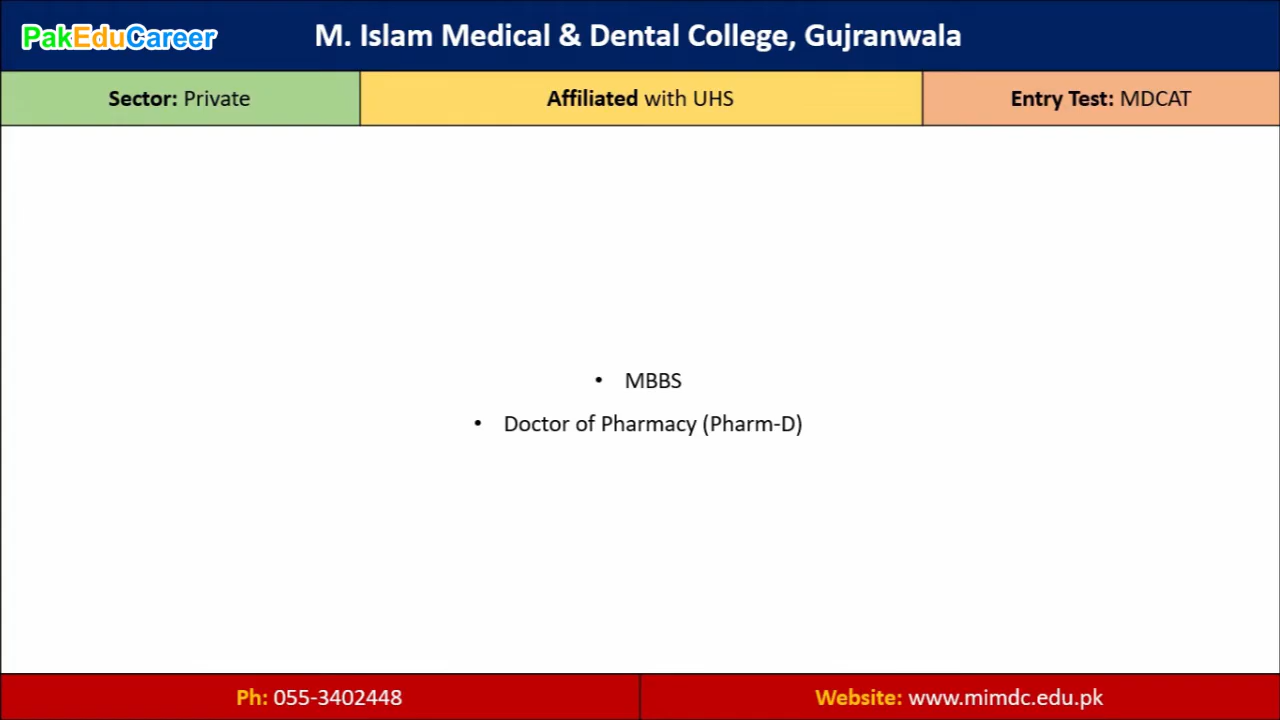 PakEduCareer
M. Islam Medical & Dental College, Gujranwala
Sector: Private
Affiliated with UHS
Entry Test: MDCAT
• MBBS
• Doctor of Pharmacy (Pharm-D)
Ph: 055-3402448
Website: www.mimdc.edu.pk